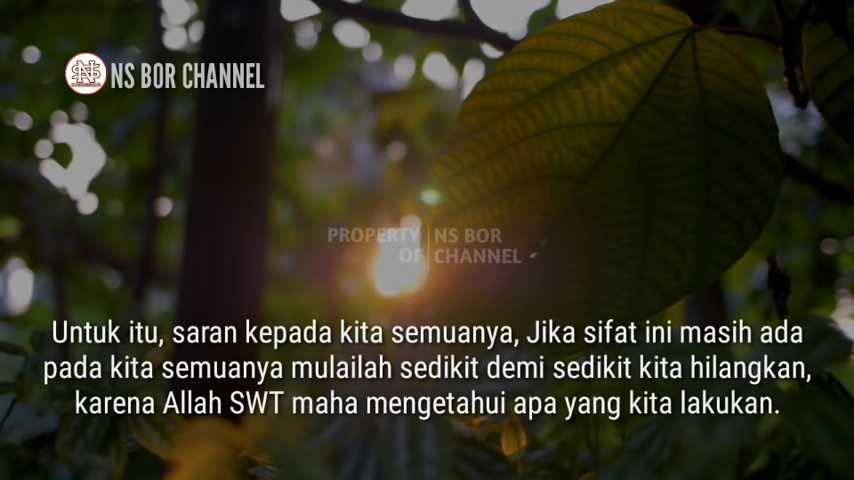 NS BOR CHANNEL
PROPERTY OF | NS BOR CHANNEL
Untuk itu, saran kepada kita semuanya, Jika sifat ini masih ada
pada kita semuanya mulailah sedikit demi sedikit kita hilangkan,
karena Allah SWT maha mengetahui apa yang kita lakukan.